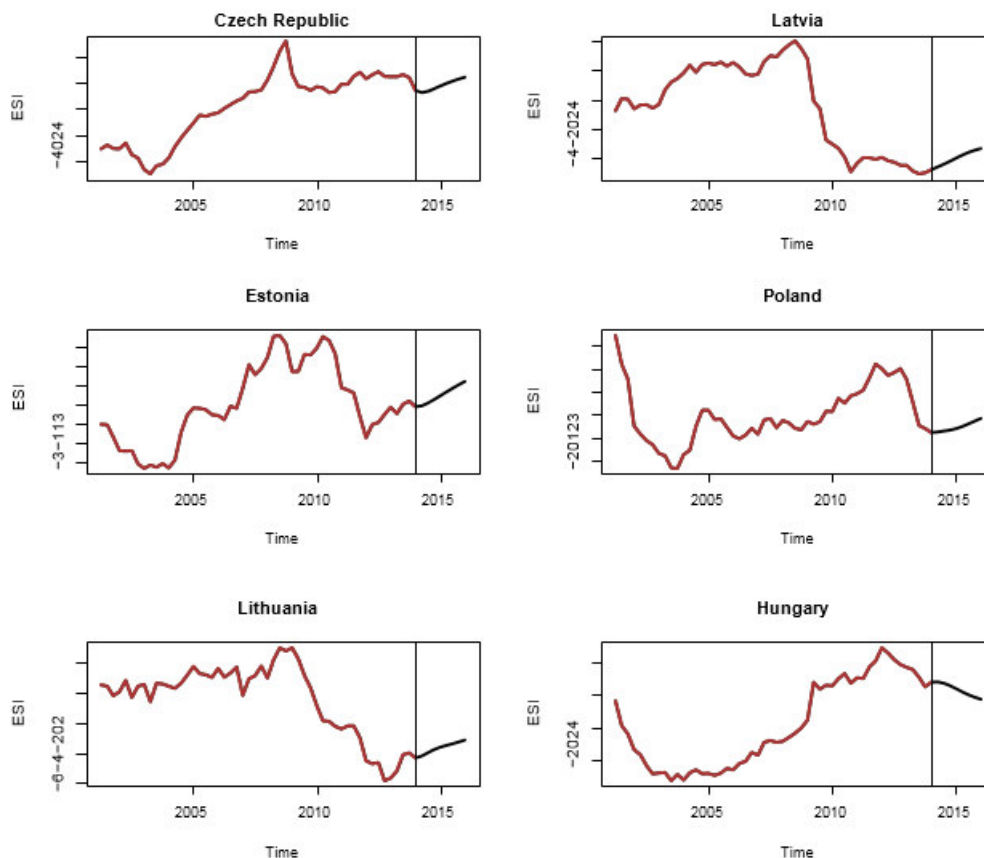 Czech Republic
ESI
-4024
2005 2010 2015
Time
Latvia
ESI
-4-2024
2005 2010 2015
Time
Estonia
ESI
-3-113
2005 2010 2015
Time
Poland
ESI
-20123
2005 2010 2015
Time
Lithuania
ESI
-6-4-202
2005 2010 2015
Time
Hungary
ESI
-2024
2005 2010 2015
Time